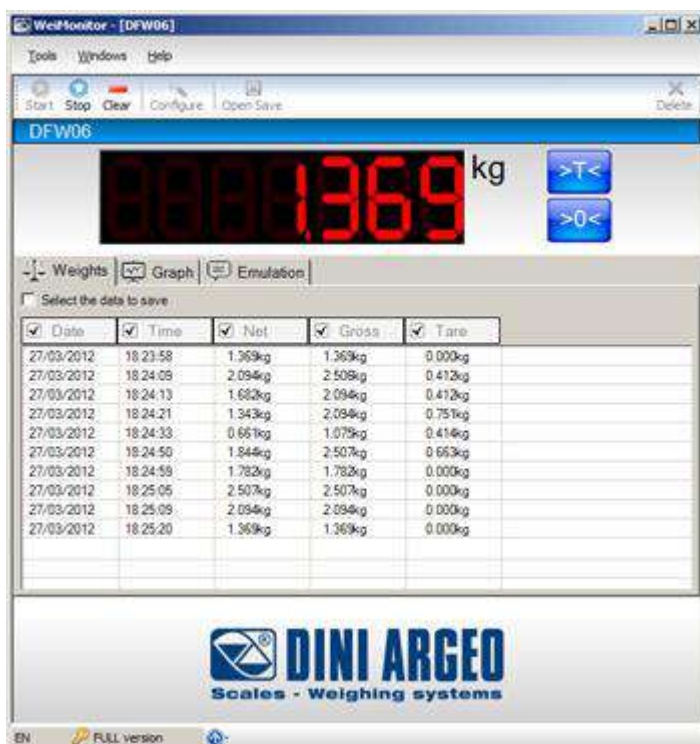 WeiMonitor - [DFW06]
Tools Windows Help
Start Stop Clear Configure Open Save Delete
DFW06
1.369 kg >T<
>0<
Weights Graph Emulation
Select the data to save
Date Time Net Gross Tare
27/03/2012 18:23:58 1.369kg 1.369kg 0.000kg
27/03/2012 18:24:09 2.094kg 2.506kg 0.412kg
27/03/2012 18:24:13 1.682kg 2.094kg 0.412kg
27/03/2012 18:24:21 1.343kg 2.094kg 0.751kg
27/03/2012 18:24:33 0.661kg 1.075kg 0.414kg
27/03/2012 18:24:50 1.844kg 2.507kg 0.663kg
27/03/2012 18:24:59 1.782kg 1.782kg 0.000kg
27/03/2012 18:25:05 2.507kg 2.507kg 0.000kg
27/03/2012 18:25:09 2.094kg 2.094kg 0.000kg
27/03/2012 18:25:20 1.369kg 1.369kg 0.000kg
DINI ARGEO
Scales - Weighing systems
EN FULL version